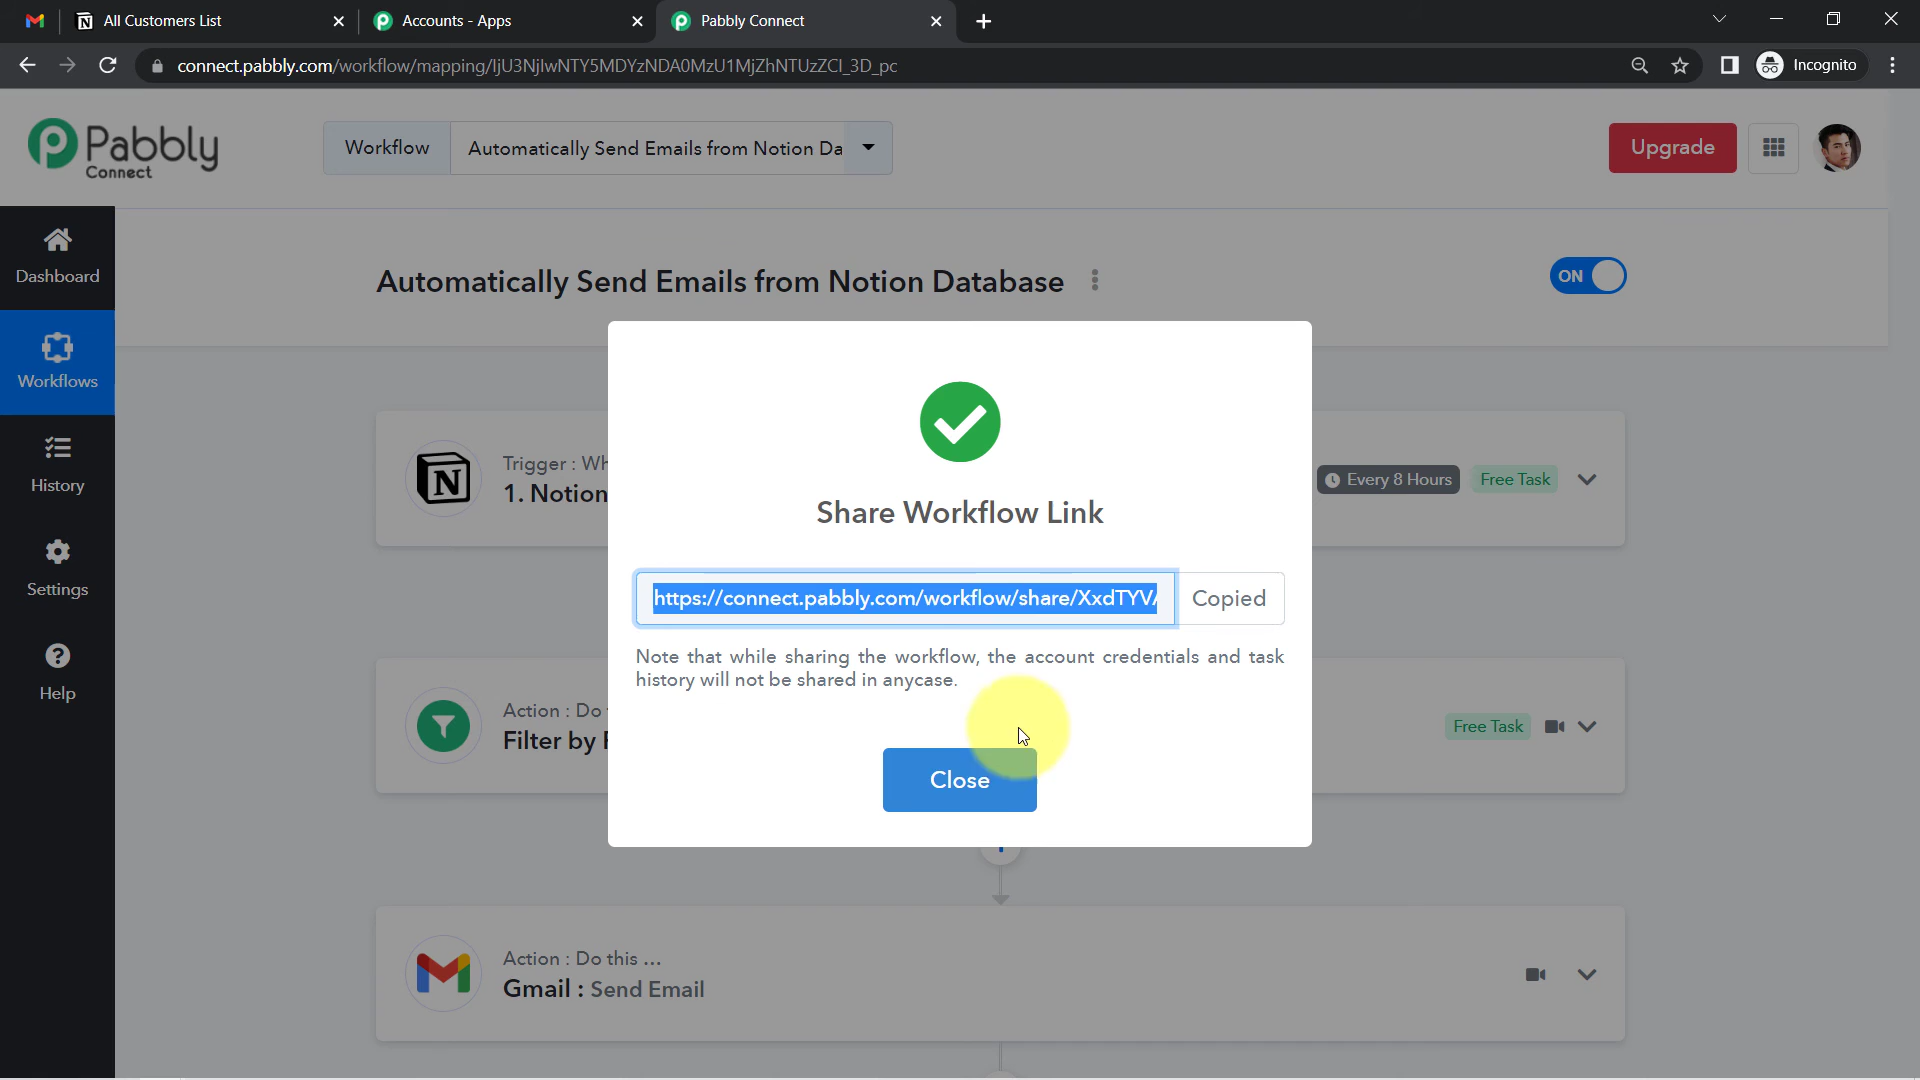 All Customers List
Accounts - Apps
Pabbly Connect
connect.pabbly.com/workflow/mapping/IjU3NjIwNTY5MDYzNDA0MzU1MjZhNTUzZCI_3D_pc
Incognito
Pabbly
Connect
Workflow
Automatically Send Emails from Notion Da
Upgrade
Dashboard
Workflows
History
Settings
Help
Automatically Send Emails from Notion Database
ON
Trigger : Wh
1. Notion
Every 8 Hours
Free Task
Share Workflow Link
https://connect.pabbly.com/workflow/share/XxdTYV
Copied
Note that while sharing the workflow, the account credentials and task
history will not be shared in anycase.
Close
Action : Do
Filter by
Free Task
Action : Do this ...
Gmail : Send Email